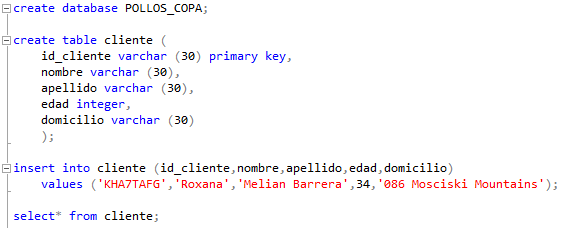 create database POLLOS_COPA;
create table cliente (
id_cliente varchar (30) primary key,
nombre varchar (30),
apellido varchar (30),
edad integer,
domicilio varchar (30)
);
insert into cliente (id_cliente,nombre,apellido,edad,domicilio)
values ('KHA7TAFG','Roxana','Melian Barrera',34,'086 Mosciski Mountains');
select* from cliente;